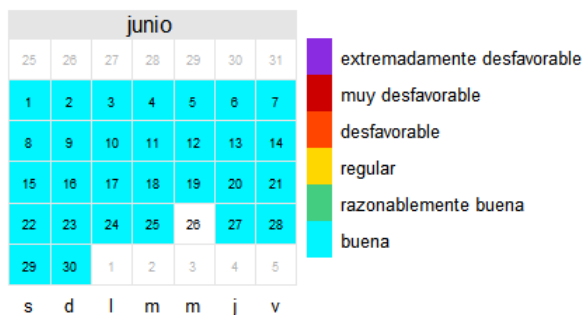 junio
25 26 27 28 29 30 31
1 2 3 4 5 6 7
8 9 10 11 12 13 14
15 16 17 18 19 20 21
22 23 24 25 26 27 28
29 30 1 2 3 4 5
s d l m m j v
extremadamente desfavorable
muy desfavorable
desfavorable
regular
razonablemente buena
buena